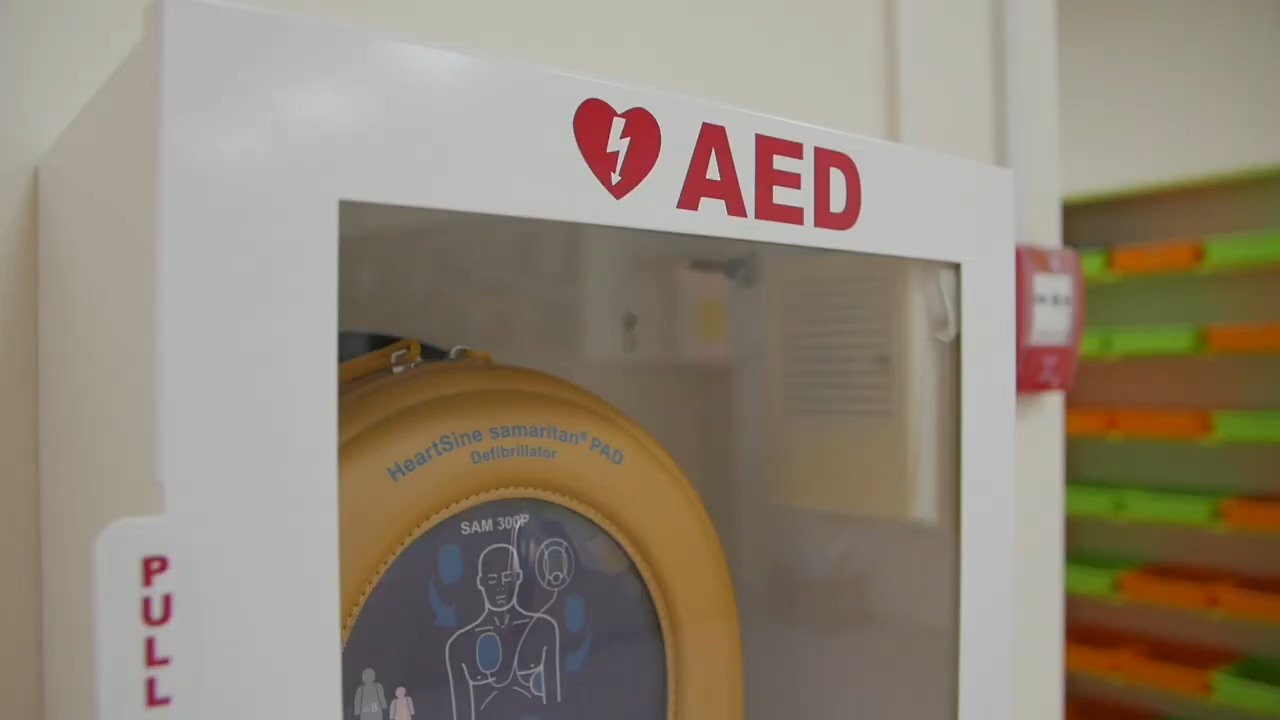 AED
HeartSine samaritan® PAD
Defibrillator
SAM 300P
PULL